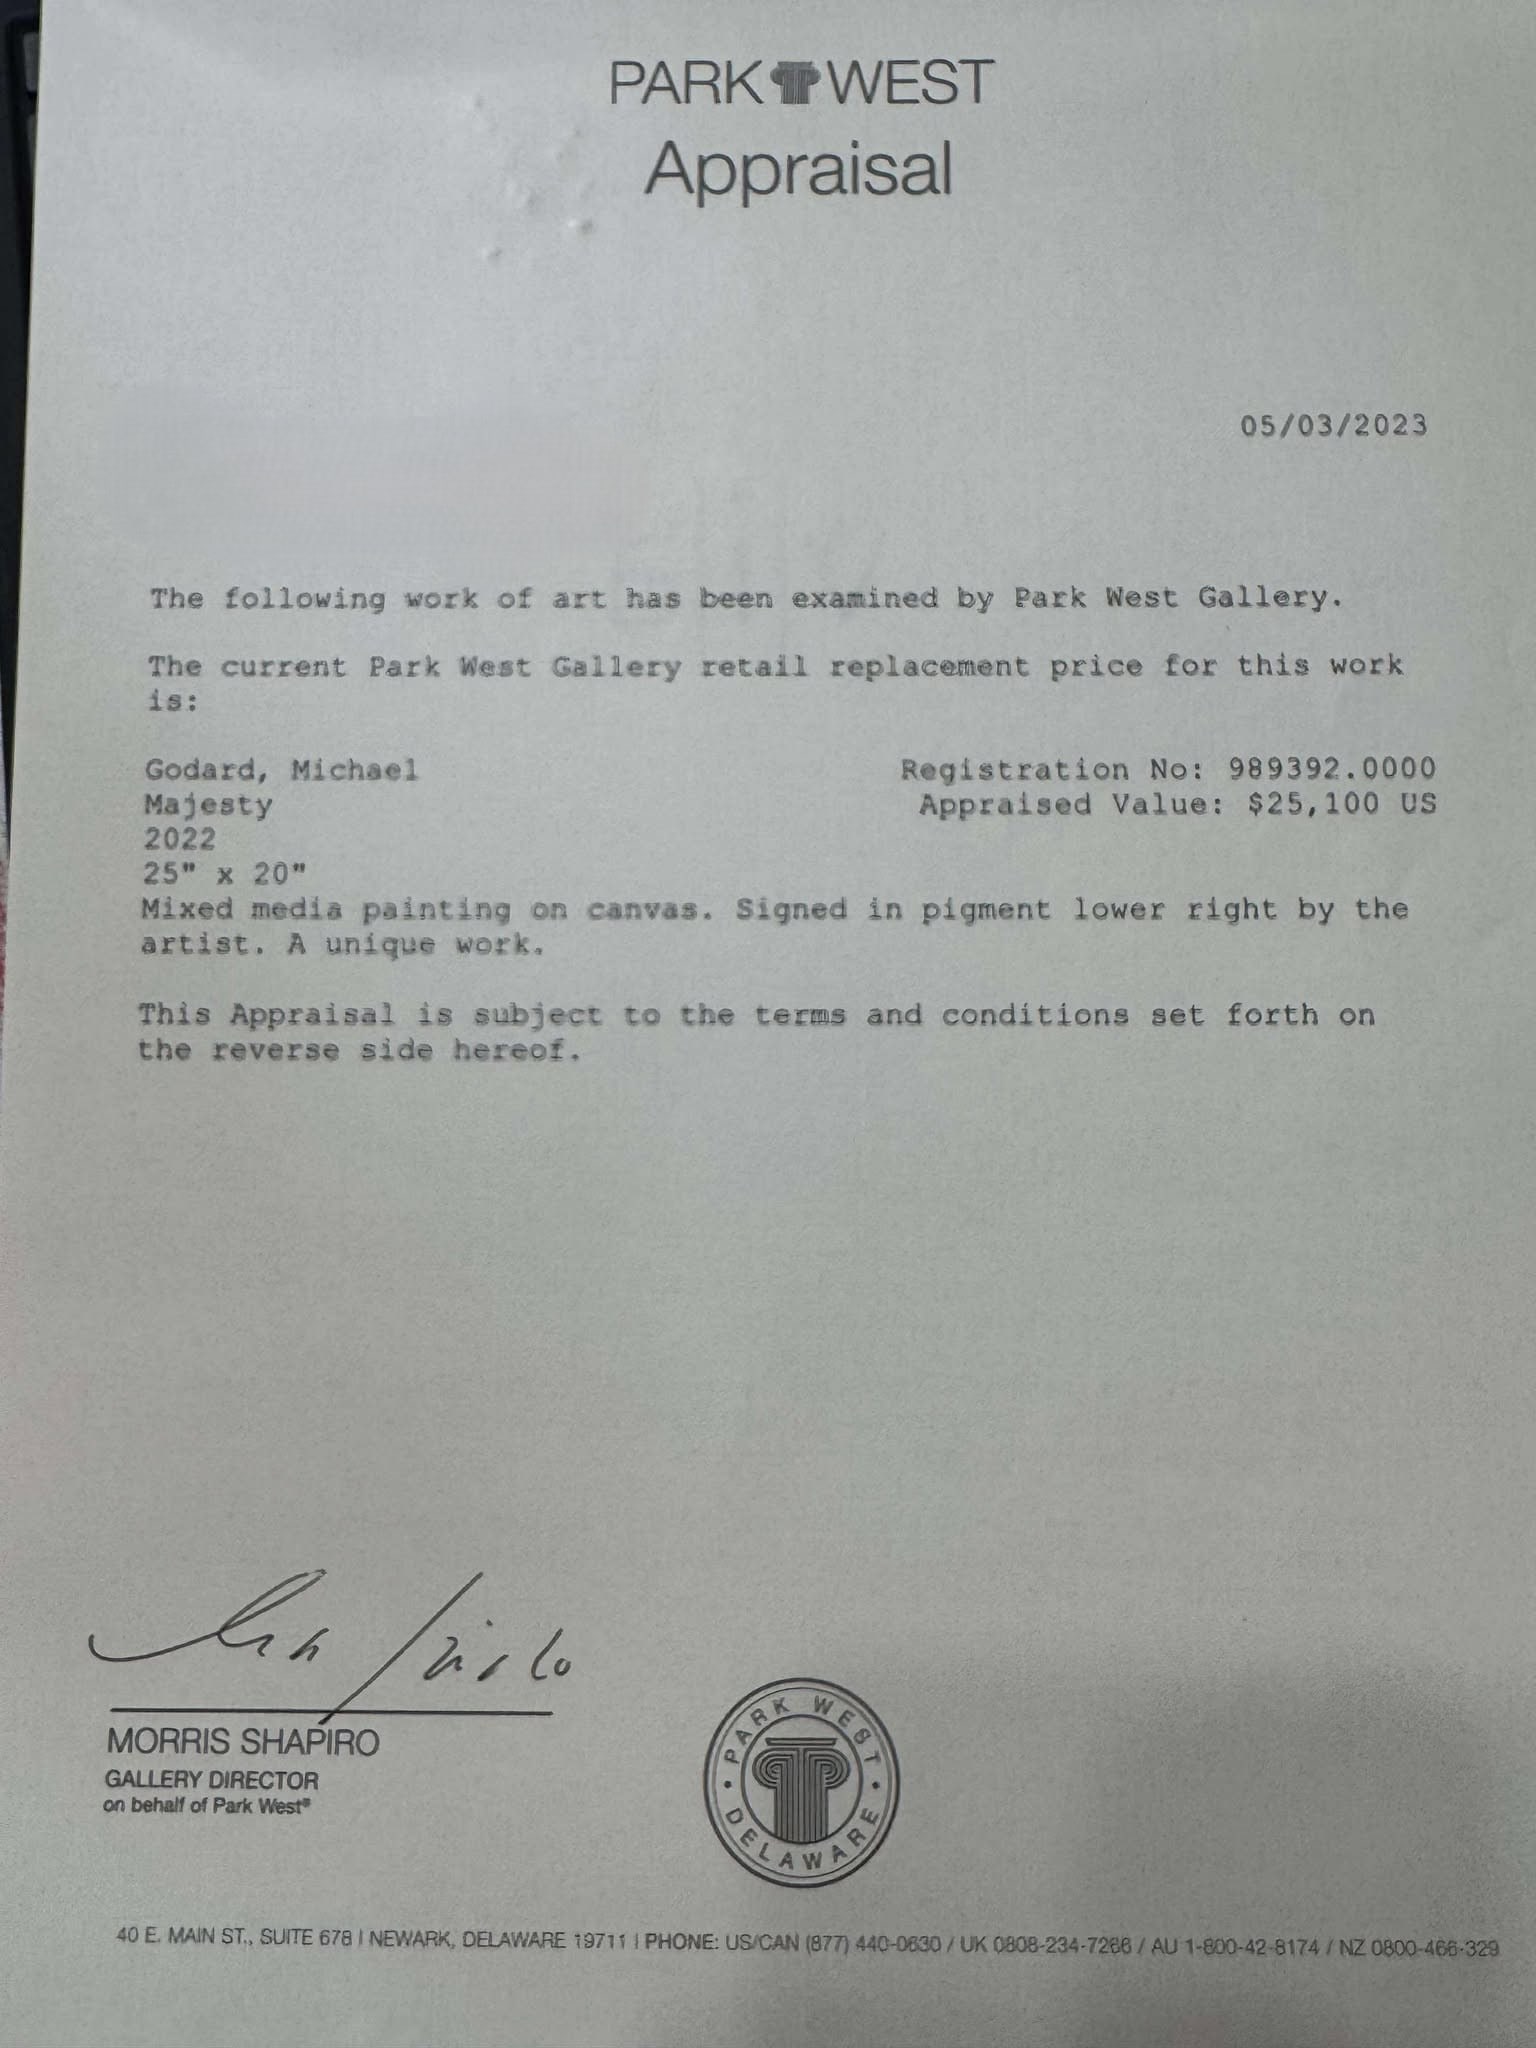 PARK WEST
Appraisal
05/03/2023
The following work of art has been examined by Park West Gallery.
The current Park West Gallery retail replacement price for this work
is:
Godard, Michael Registration No: 989392.0000
Majesty Appraised Value: $25,100 US
2022
25" x 20"
Mixed media painting on canvas. Signed in pigment lower right by the
artist. A unique work.
This Appraisal is subject to the terms and conditions set forth on
the reverse side hereof.
MORRIS SHAPIRO
GALLERY DIRECTOR
on behalf of Park West®
PARK WEST
DELAWARE
40 E. MAIN ST., SUITE 678 | NEWARK, DELAWARE 19711 | PHONE: US/CAN (877) 440-0630 / UK 0808-234-7266 / AU 1-800-42-8174 / NZ 0800-466-329